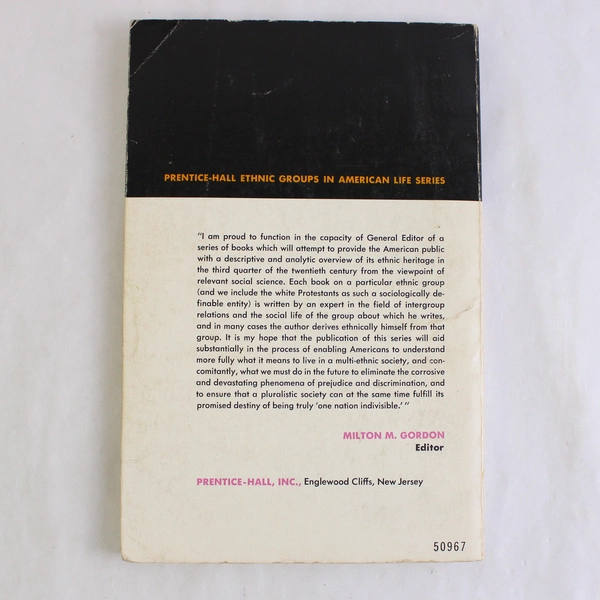 PRENTICE-HALL ETHNIC GROUPS IN AMERICAN LIFE SERIES
"I am proud to function in the capacity of General Editor of a
series of books which will attempt to provide the American public
with a descriptive and analytic overview of its ethnic heritage in
the third quarter of the twentieth century from the viewpoint of
relevant social science. Each book on a particular ethnic group
(and we include the white Protestants as such a sociologically de-
finable entity) is written by an expert in the field of intergroup
relations and the social life of the group about which he writes,
and in many cases the author derives ethnically himself from that
group. It is my hope that the publication of this series will aid
substantially in the process of enabling Americans to understand
more fully what it means to live in a multi-ethnic society, and con-
comitantly, what we must do in the future to eliminate the corrosive
and devastating phenomena of prejudice and discrimination, and
to ensure that a pluralistic society can at the same time fulfill its
promised destiny of being truly 'one nation indivisible.' "
MILTON M. GORDON
Editor
PRENTICE-HALL, INC., Englewood Cliffs, New Jersey
50967